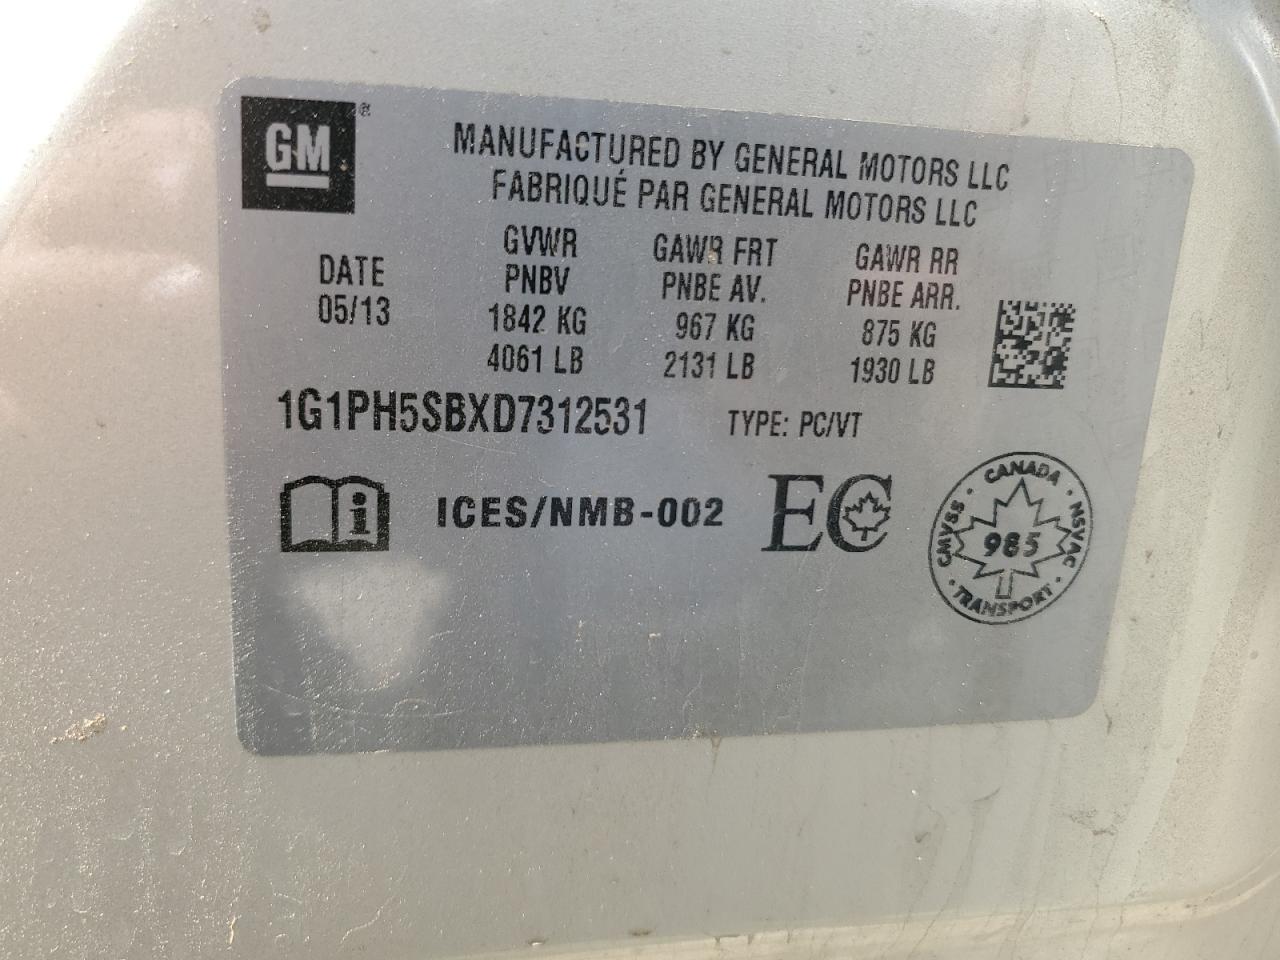 GM®
MANUFACTURED BY GENERAL MOTORS LLC
FABRIQUÉ PAR GENERAL MOTORS LLC
DATE
05/13
GVWR
PNBV
1842 KG
4061 LB
GAWR FRT
PNBE AV.
967 KG
2131 LB
GAWR RR
PNBE ARR.
875 KG
1930 LB
1G1PH5SBXD7312531 TYPE: PC/VT
i ICES/NMB-002 EC
CANADA · NSVAC · TRANSPORT · CMVSS ·
985